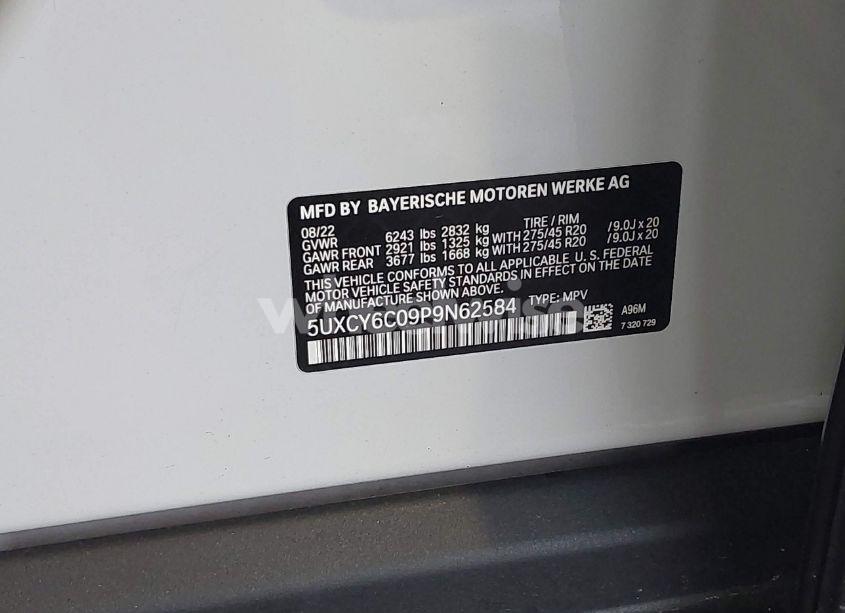 MFD BY BAYERISCHE MOTOREN WERKE AG
08/22 TIRE / RIM
GVWR 6243 lbs 2832 kg
GAWR FRONT 2921 lbs 1325 kg WITH 275/45 R20 / 9.0J x 20
GAWR REAR 3677 lbs 1668 kg WITH 275/45 R20 / 9.0J x 20
THIS VEHICLE CONFORMS TO ALL APPLICABLE U. S. FEDERAL
MOTOR VEHICLE SAFETY STANDARDS IN EFFECT ON THE DATE
OF MANUFACTURE SHOWN ABOVE.
5UXCY6C09P9N62584 TYPE: MPV A96M
7 320 729